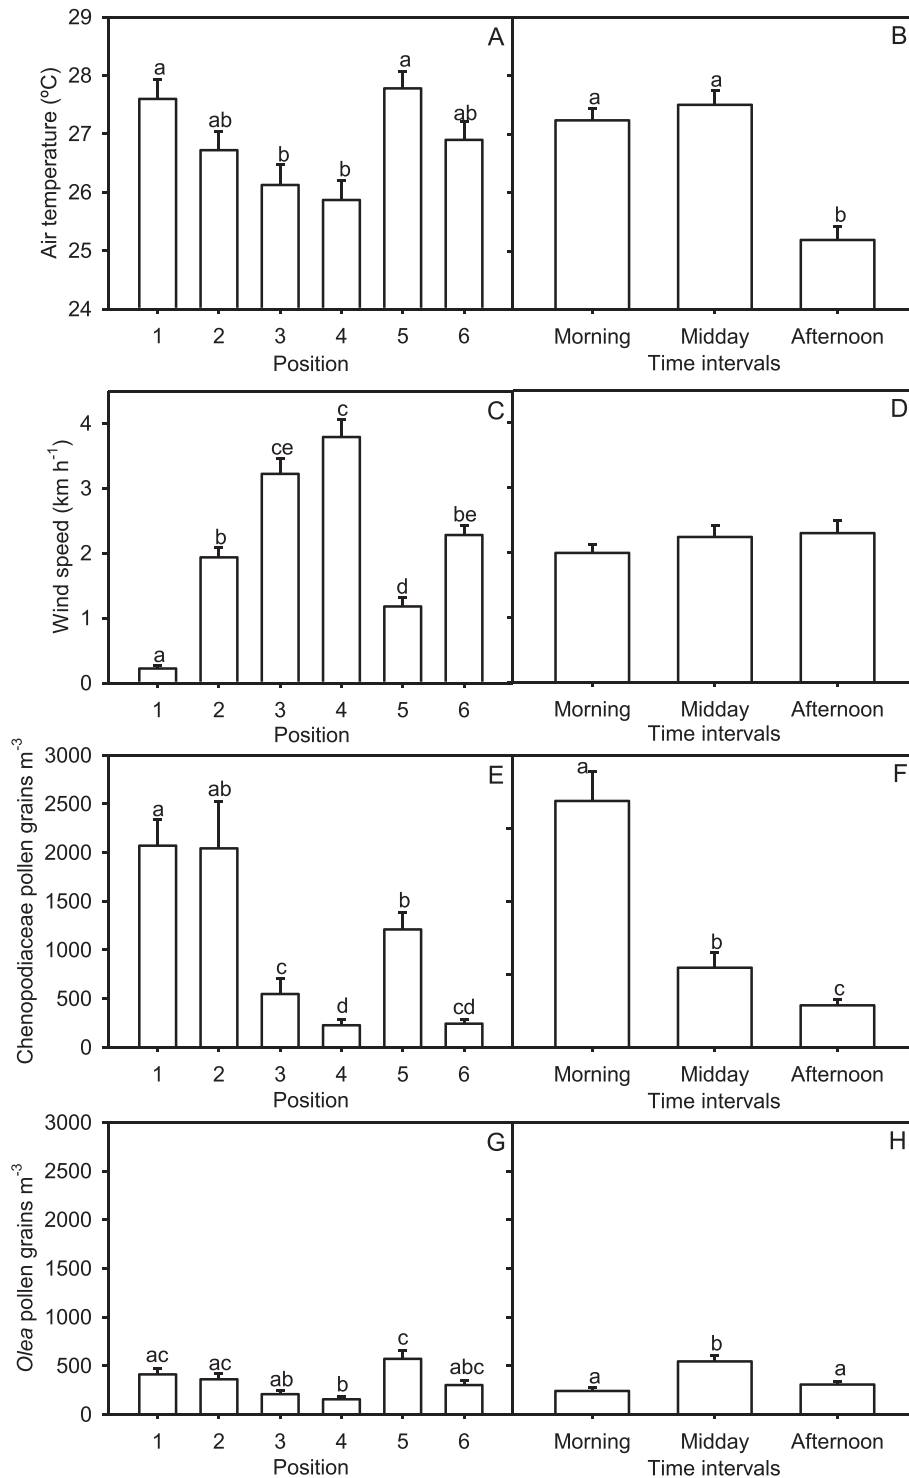 Air temperature (ºC)
29
28
27
26
25
24
A
a
ab
b
b
a
ab
1 2 3 4 5 6
Position
B
a
a
b
Morning Midday Afternoon
Time intervals
Wind speed (km h-1)
4
3
2
1
0
C
a
b
ce
c
d
be
1 2 3 4 5 6
Position
D
Morning Midday Afternoon
Time intervals
Chenopodiaceae pollen grains m-3
3000
2500
2000
1500
1000
500
0
E
a
ab
c
d
b
cd
1 2 3 4 5 6
Position
F
a
b
c
Morning Midday Afternoon
Time intervals
Olea pollen grains m-3
3000
2500
2000
1500
1000
500
0
G
ac
ac
ab
b
c
abc
1 2 3 4 5 6
Position
H
a
b
a
Morning Midday Afternoon
Time intervals